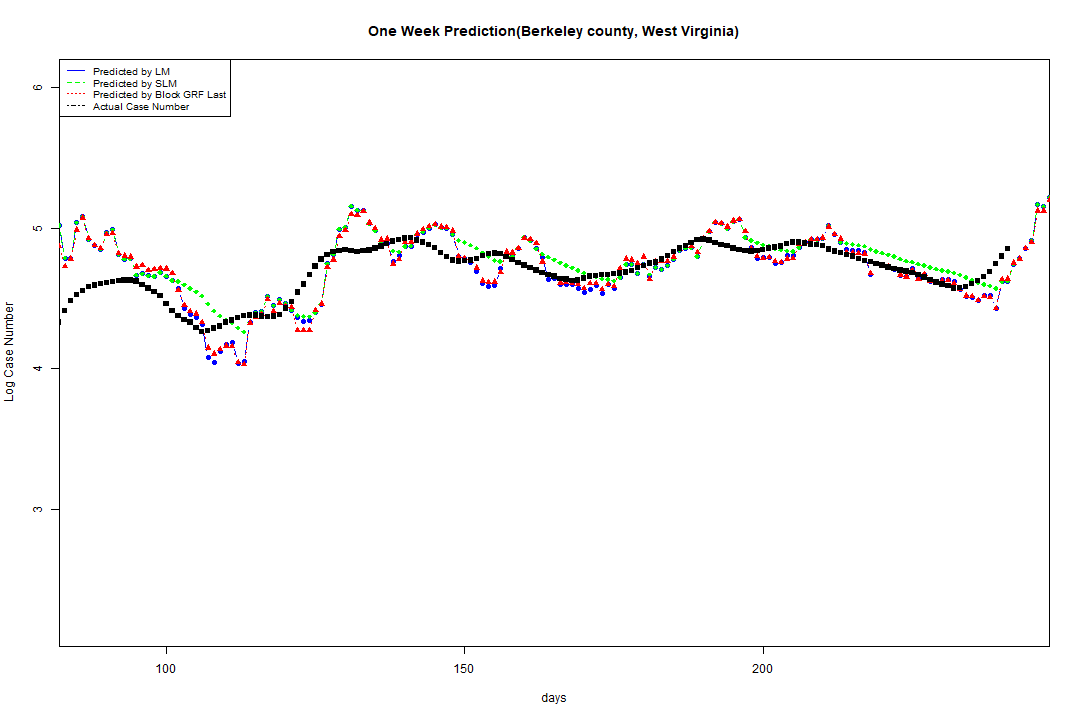 One Week Prediction(Berkeley county, West Virginia)
Predicted by LM
Predicted by SLM
Predicted by Block GRF Last
Actual Case Number
6
5
4
3
Log Case Number
100
150
200
days